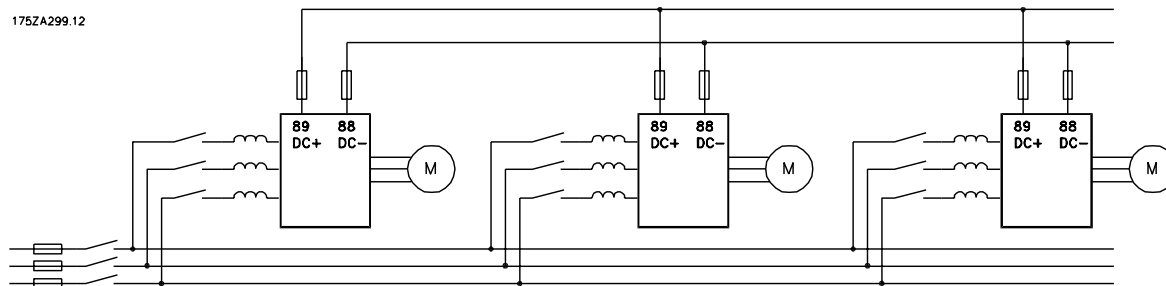 175ZA299.12
89 88 89 88 89 88
DC+ DC- DC+ DC- DC+ DC-
M M M